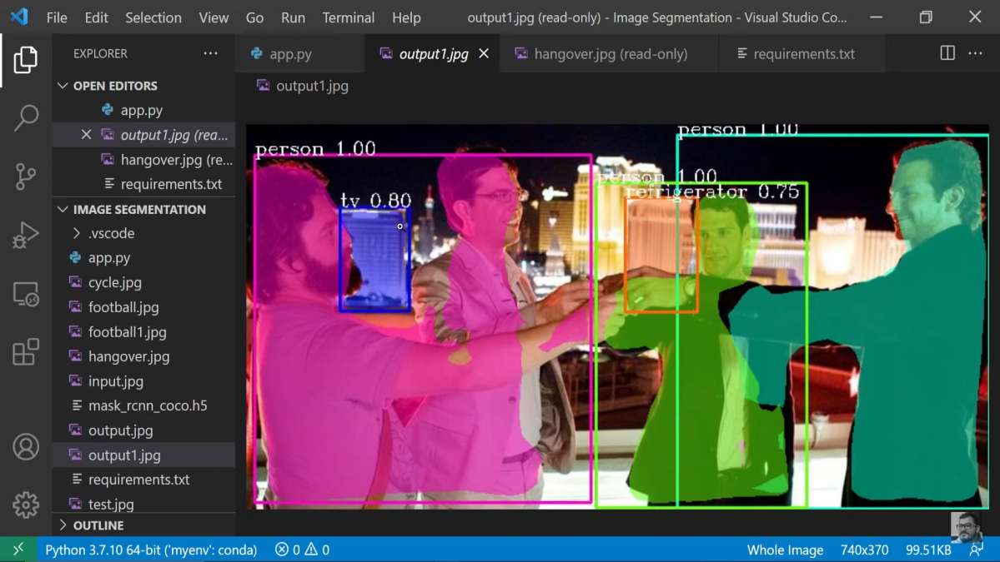 File Edit Selection View Go Run Terminal Help output1.jpg (read-only) - Image Segmentation - Visual Studio Co...
EXPLORER
app.py output1.jpg hangover.jpg (read-only) requirements.txt
OPEN EDITORS
app.py
output1.jpg (rea...
hangover.jpg (re...
requirements.txt
IMAGE SEGMENTATION
.vscode
app.py
cycle.jpg
football.jpg
football1.jpg
hangover.jpg
input.jpg
mask_rcnn_coco.h5
output.jpg
output1.jpg
requirements.txt
test.jpg
OUTLINE
output1.jpg
person 1.00
person 1.00
person 1.00
refrigerator 0.75
tv 0.80
Python 3.7.10 64-bit ('myenv': conda) 0 0 Whole Image 740x370 99.51KB